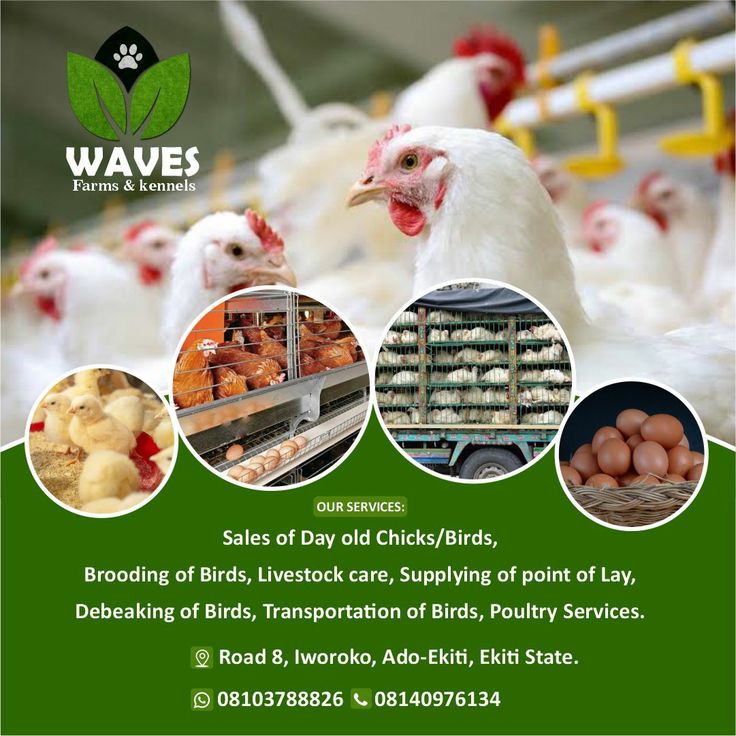 WAVES
Farms & kennels
OUR SERVICES:
Sales of Day old Chicks/Birds,
Brooding of Birds, Livestock care, Supplying of point of Lay,
Debeaking of Birds, Transportation of Birds, Poultry Services.
Road 8, Iworoko, Ado-Ekiti, Ekiti State.
08103788826 08140976134